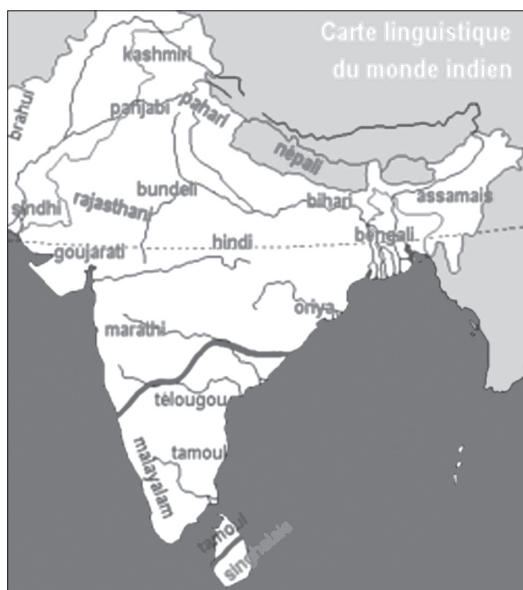 Carte linguistique
du monde indien
kashmiri
brahui
panjabi
pahari
népali
sindhi
rajasthani
bundeli
bihari
assamais
goujarati
hindi
bengali
oriya
marathi
télougou
malayalam
tamoul
tamoul
singhalais